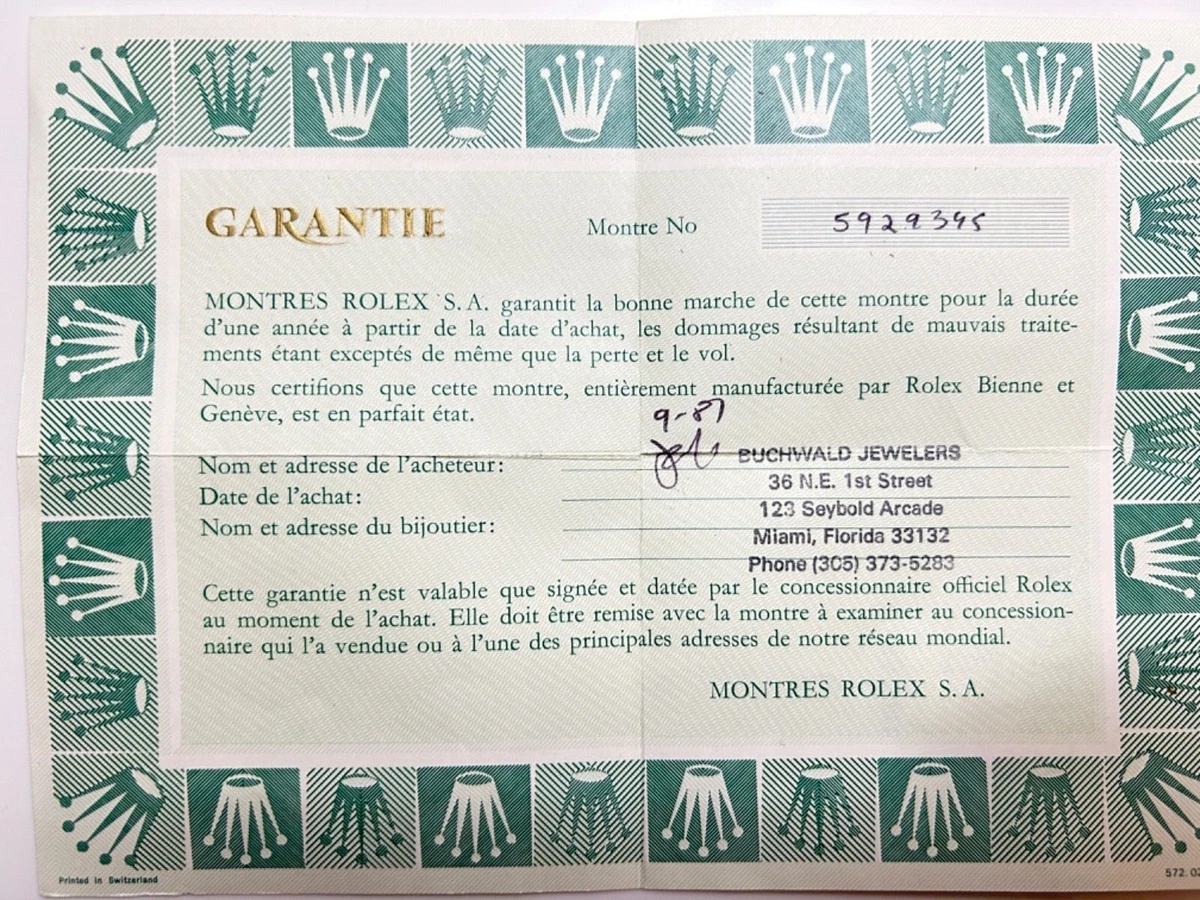 GARANTIE
Montre No 5929395
MONTRES ROLEX S.A. garantit la bonne marche de cette montre pour la durée
d'une année à partir de la date d'achat, les dommages résultant de mauvais traite-
ments étant exceptés de même que la perte et le vol.
Nous certifions que cette montre, entièrement manufacturée par Rolex Bienne et
Genève, est en parfait état.
9-87
Nom et adresse de l'acheteur:
Date de l'achat:
Nom et adresse du bijoutier:
BUCHWALD JEWELERS
36 N.E. 1st Street
123 Seybold Arcade
Miami, Florida 33132
Phone (305) 373-5283
Cette garantie n'est valable que signée et datée par le concessionnaire officiel Rolex
au moment de l'achat. Elle doit être remise avec la montre à examiner au concession-
naire qui l'a vendue ou à l'une des principales adresses de notre réseau mondial.
MONTRES ROLEX S.A.
Printed in Switzerland